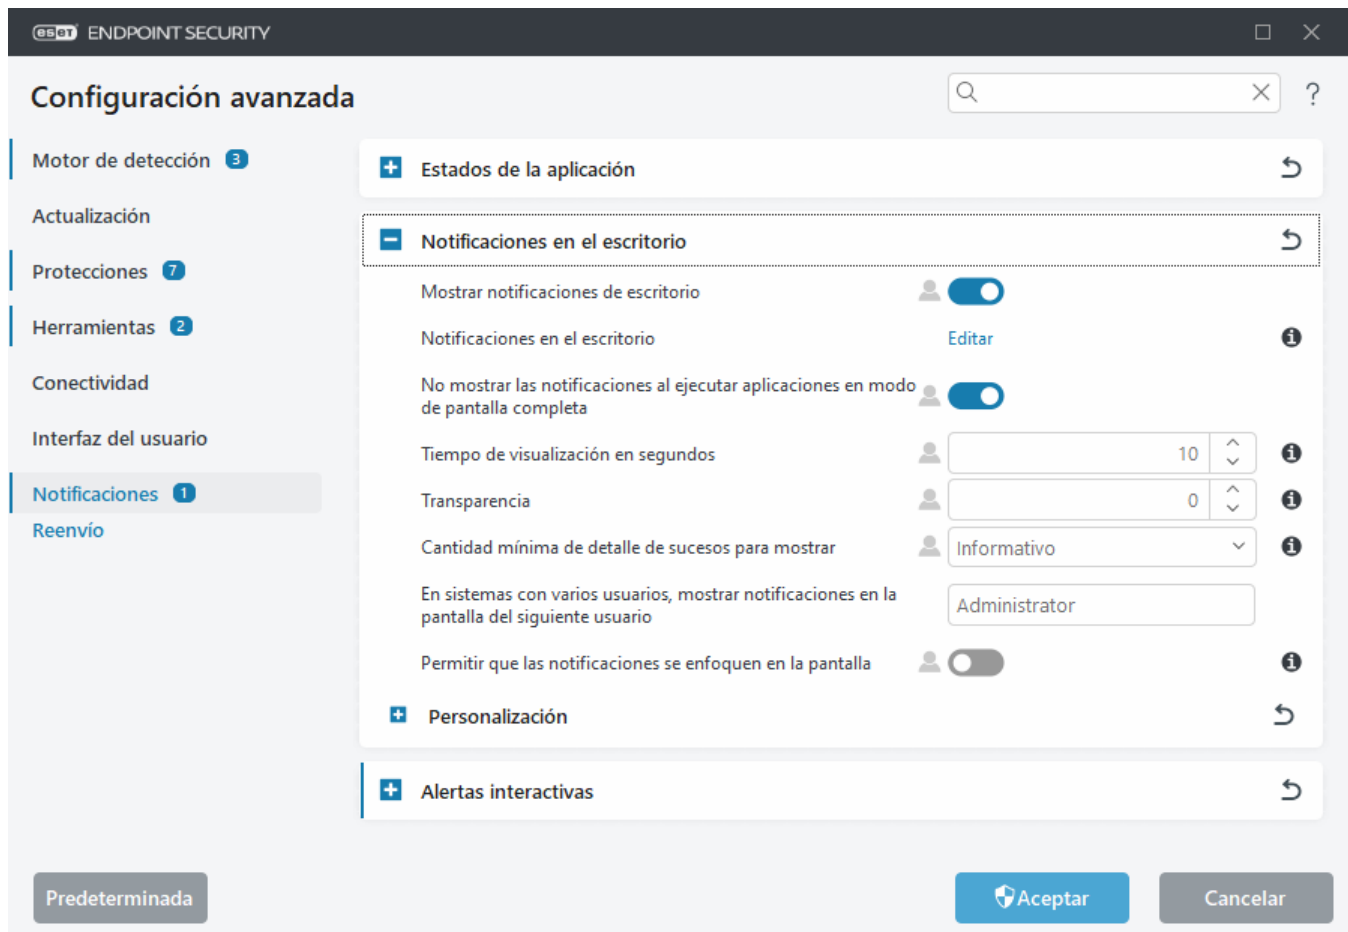 eset ENDPOINT SECURITY
Configuración avanzada
?
Motor de detección 3
Actualización
Protecciones 7
Herramientas 2
Conectividad
Interfaz del usuario
Notificaciones 1
Reenvío
Estados de la aplicación
Notificaciones en el escritorio
Mostrar notificaciones de escritorio
Notificaciones en el escritorio Editar
No mostrar las notificaciones al ejecutar aplicaciones en modo
de pantalla completa
Tiempo de visualización en segundos 10
Transparencia 0
Cantidad mínima de detalle de sucesos para mostrar Informativo
En sistemas con varios usuarios, mostrar notificaciones en la
pantalla del siguiente usuario
Administrator
Permitir que las notificaciones se enfoquen en la pantalla
Personalización
Alertas interactivas
Predeterminada Aceptar Cancelar